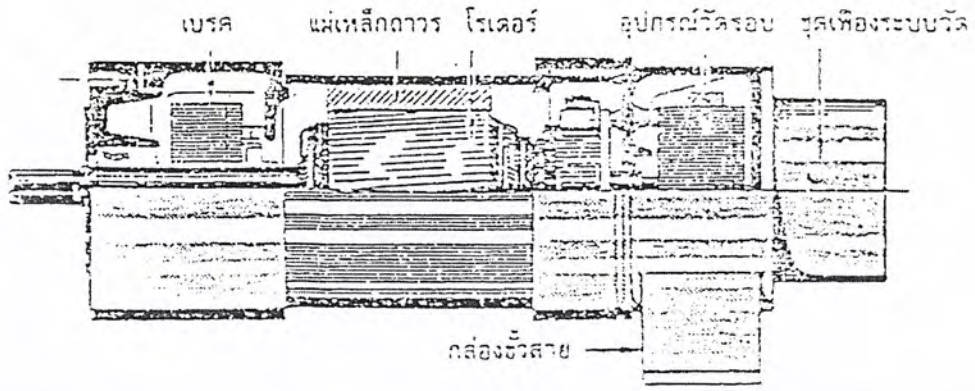 เบรค แม่เหล็กถาวร โรเตอร์ อุปกรณ์วัดรอบ ชุดเฟืองระบบวัด
กล่องขั้วสาย